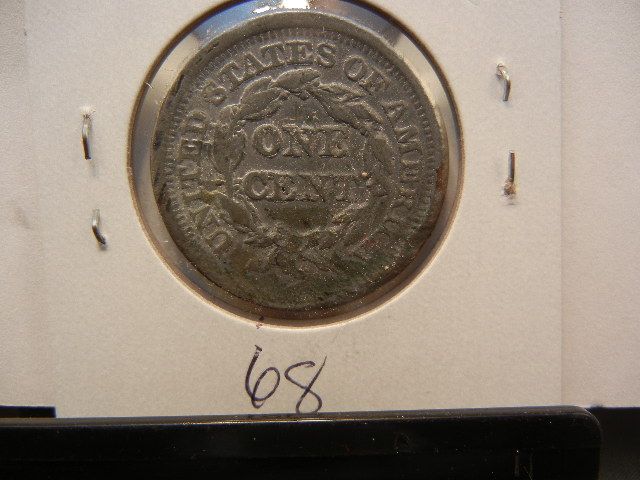 UNITED STATES OF AMERICA
ONE
CENT
68